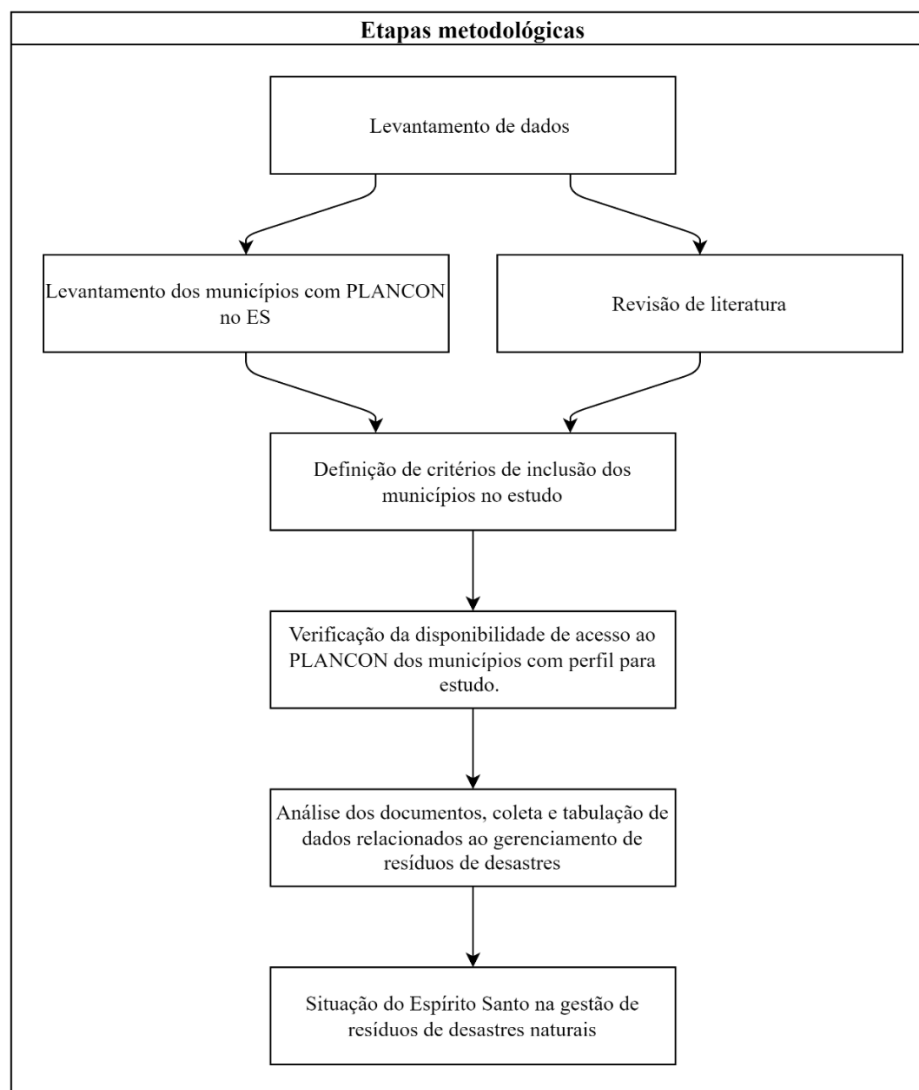 Etapas metodológicas
Levantamento de dados
Levantamento dos municípios com PLANCON
no ES
Revisão de literatura
Definição de critérios de inclusão dos
municípios no estudo
Verificação da disponibilidade de acesso ao
PLANCON dos municípios com perfil para
estudo.
Análise dos documentos, coleta e tabulação de
dados relacionados ao gerenciamento de
resíduos de desastres
Situação do Espírito Santo na gestão de
resíduos de desastres naturais